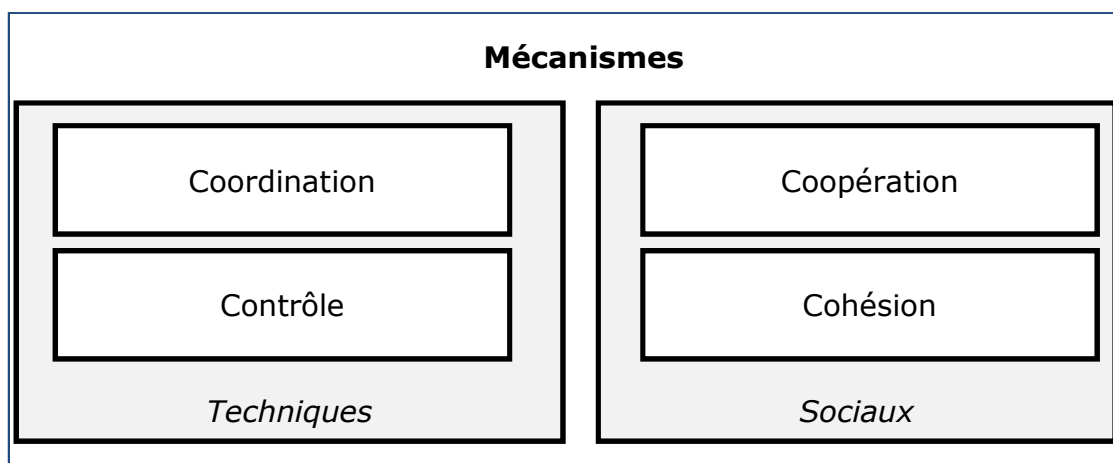 Mécanismes
Coordination
Contrôle
Techniques
Coopération
Cohésion
Sociaux